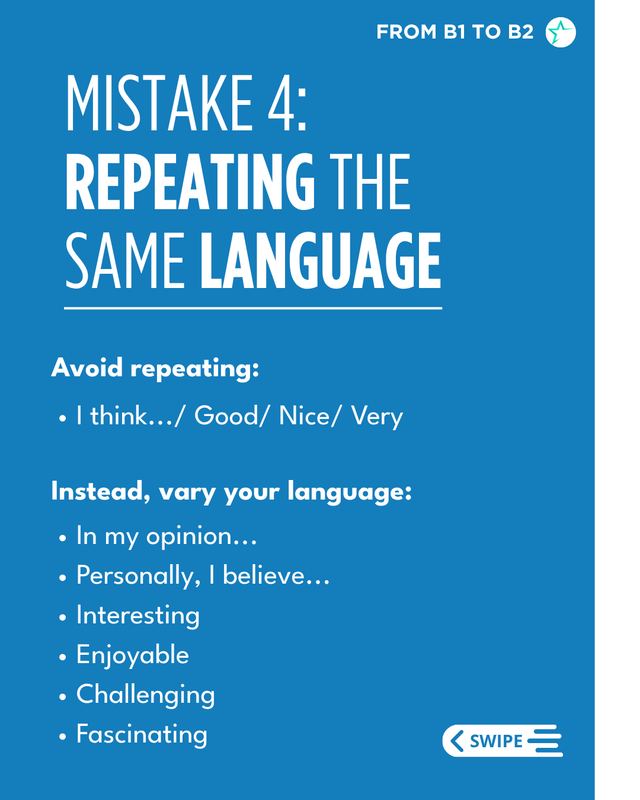 FROM B1 TO B2
MISTAKE 4:
REPEATING THE
SAME LANGUAGE
Avoid repeating:
• I think.../ Good/ Nice/ Very
Instead, vary your language:
• In my opinion...
• Personally, I believe...
• Interesting
• Enjoyable
• Challenging
• Fascinating
SWIPE